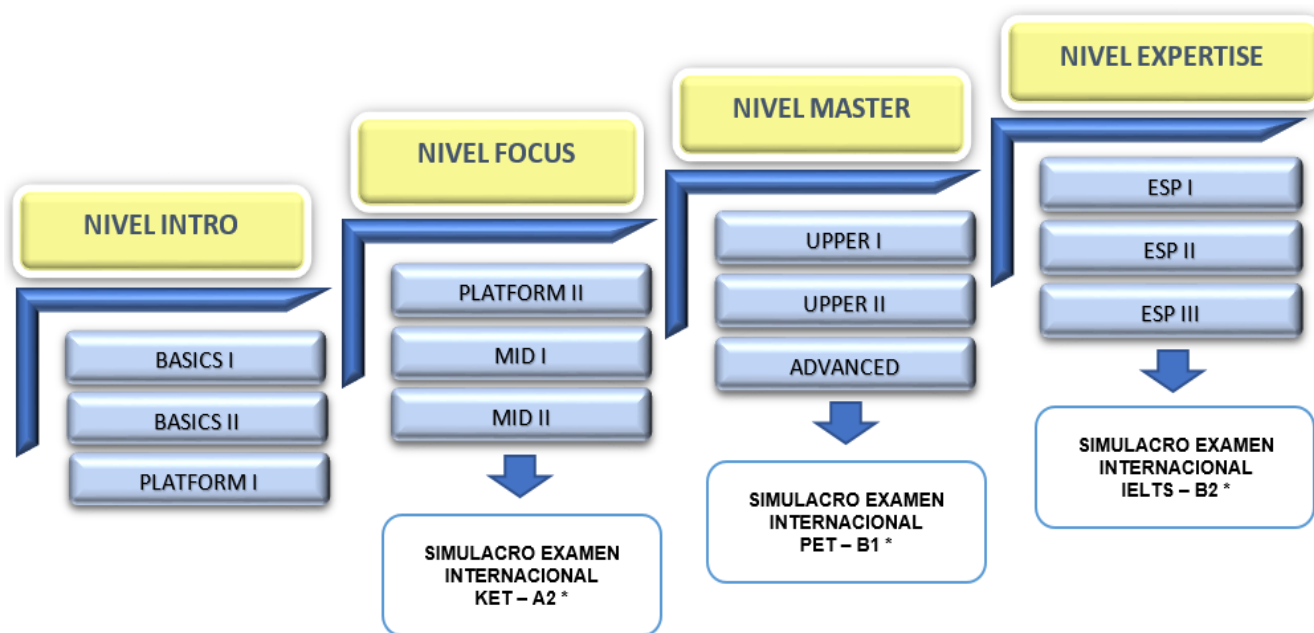 NIVEL INTRO
BASICS I
BASICS II
PLATFORM I
NIVEL FOCUS
PLATFORM II
MID I
MID II
SIMULACRO EXAMEN
INTERNACIONAL
KET – A2 *
NIVEL MASTER
UPPER I
UPPER II
ADVANCED
SIMULACRO EXAMEN
INTERNACIONAL
PET – B1 *
NIVEL EXPERTISE
ESP I
ESP II
ESP III
SIMULACRO EXAMEN
INTERNACIONAL
IELTS – B2 *